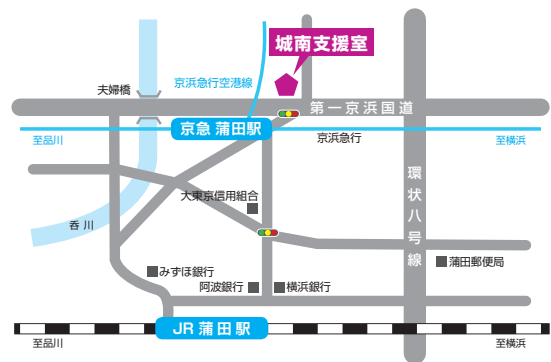 城南支援室
京浜急行空港線
夫婦橋
第一京浜国道
京急 蒲田駅
至品川
京浜急行
至横浜
環状八号線
大東京信用組合
呑川
蒲田郵便局
みずほ銀行
阿波銀行
横浜銀行
JR 蒲田駅
至品川
至横浜